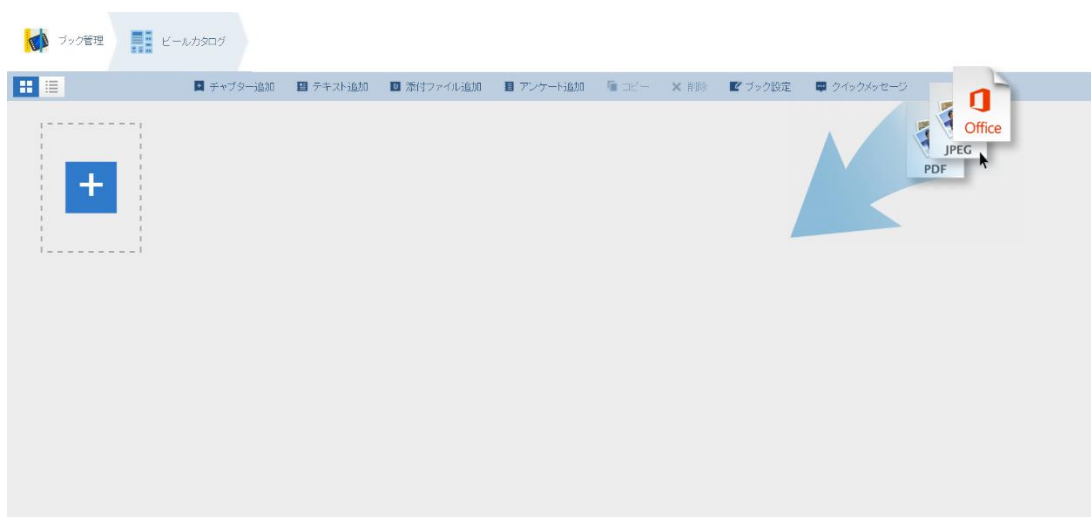 ブック管理
ビールカタログ
チャプター追加
テキスト追加
添付ファイル追加
アンケート追加
コピー
削除
ブック設定
クイックメッセージ
Office
JPEG
PDF